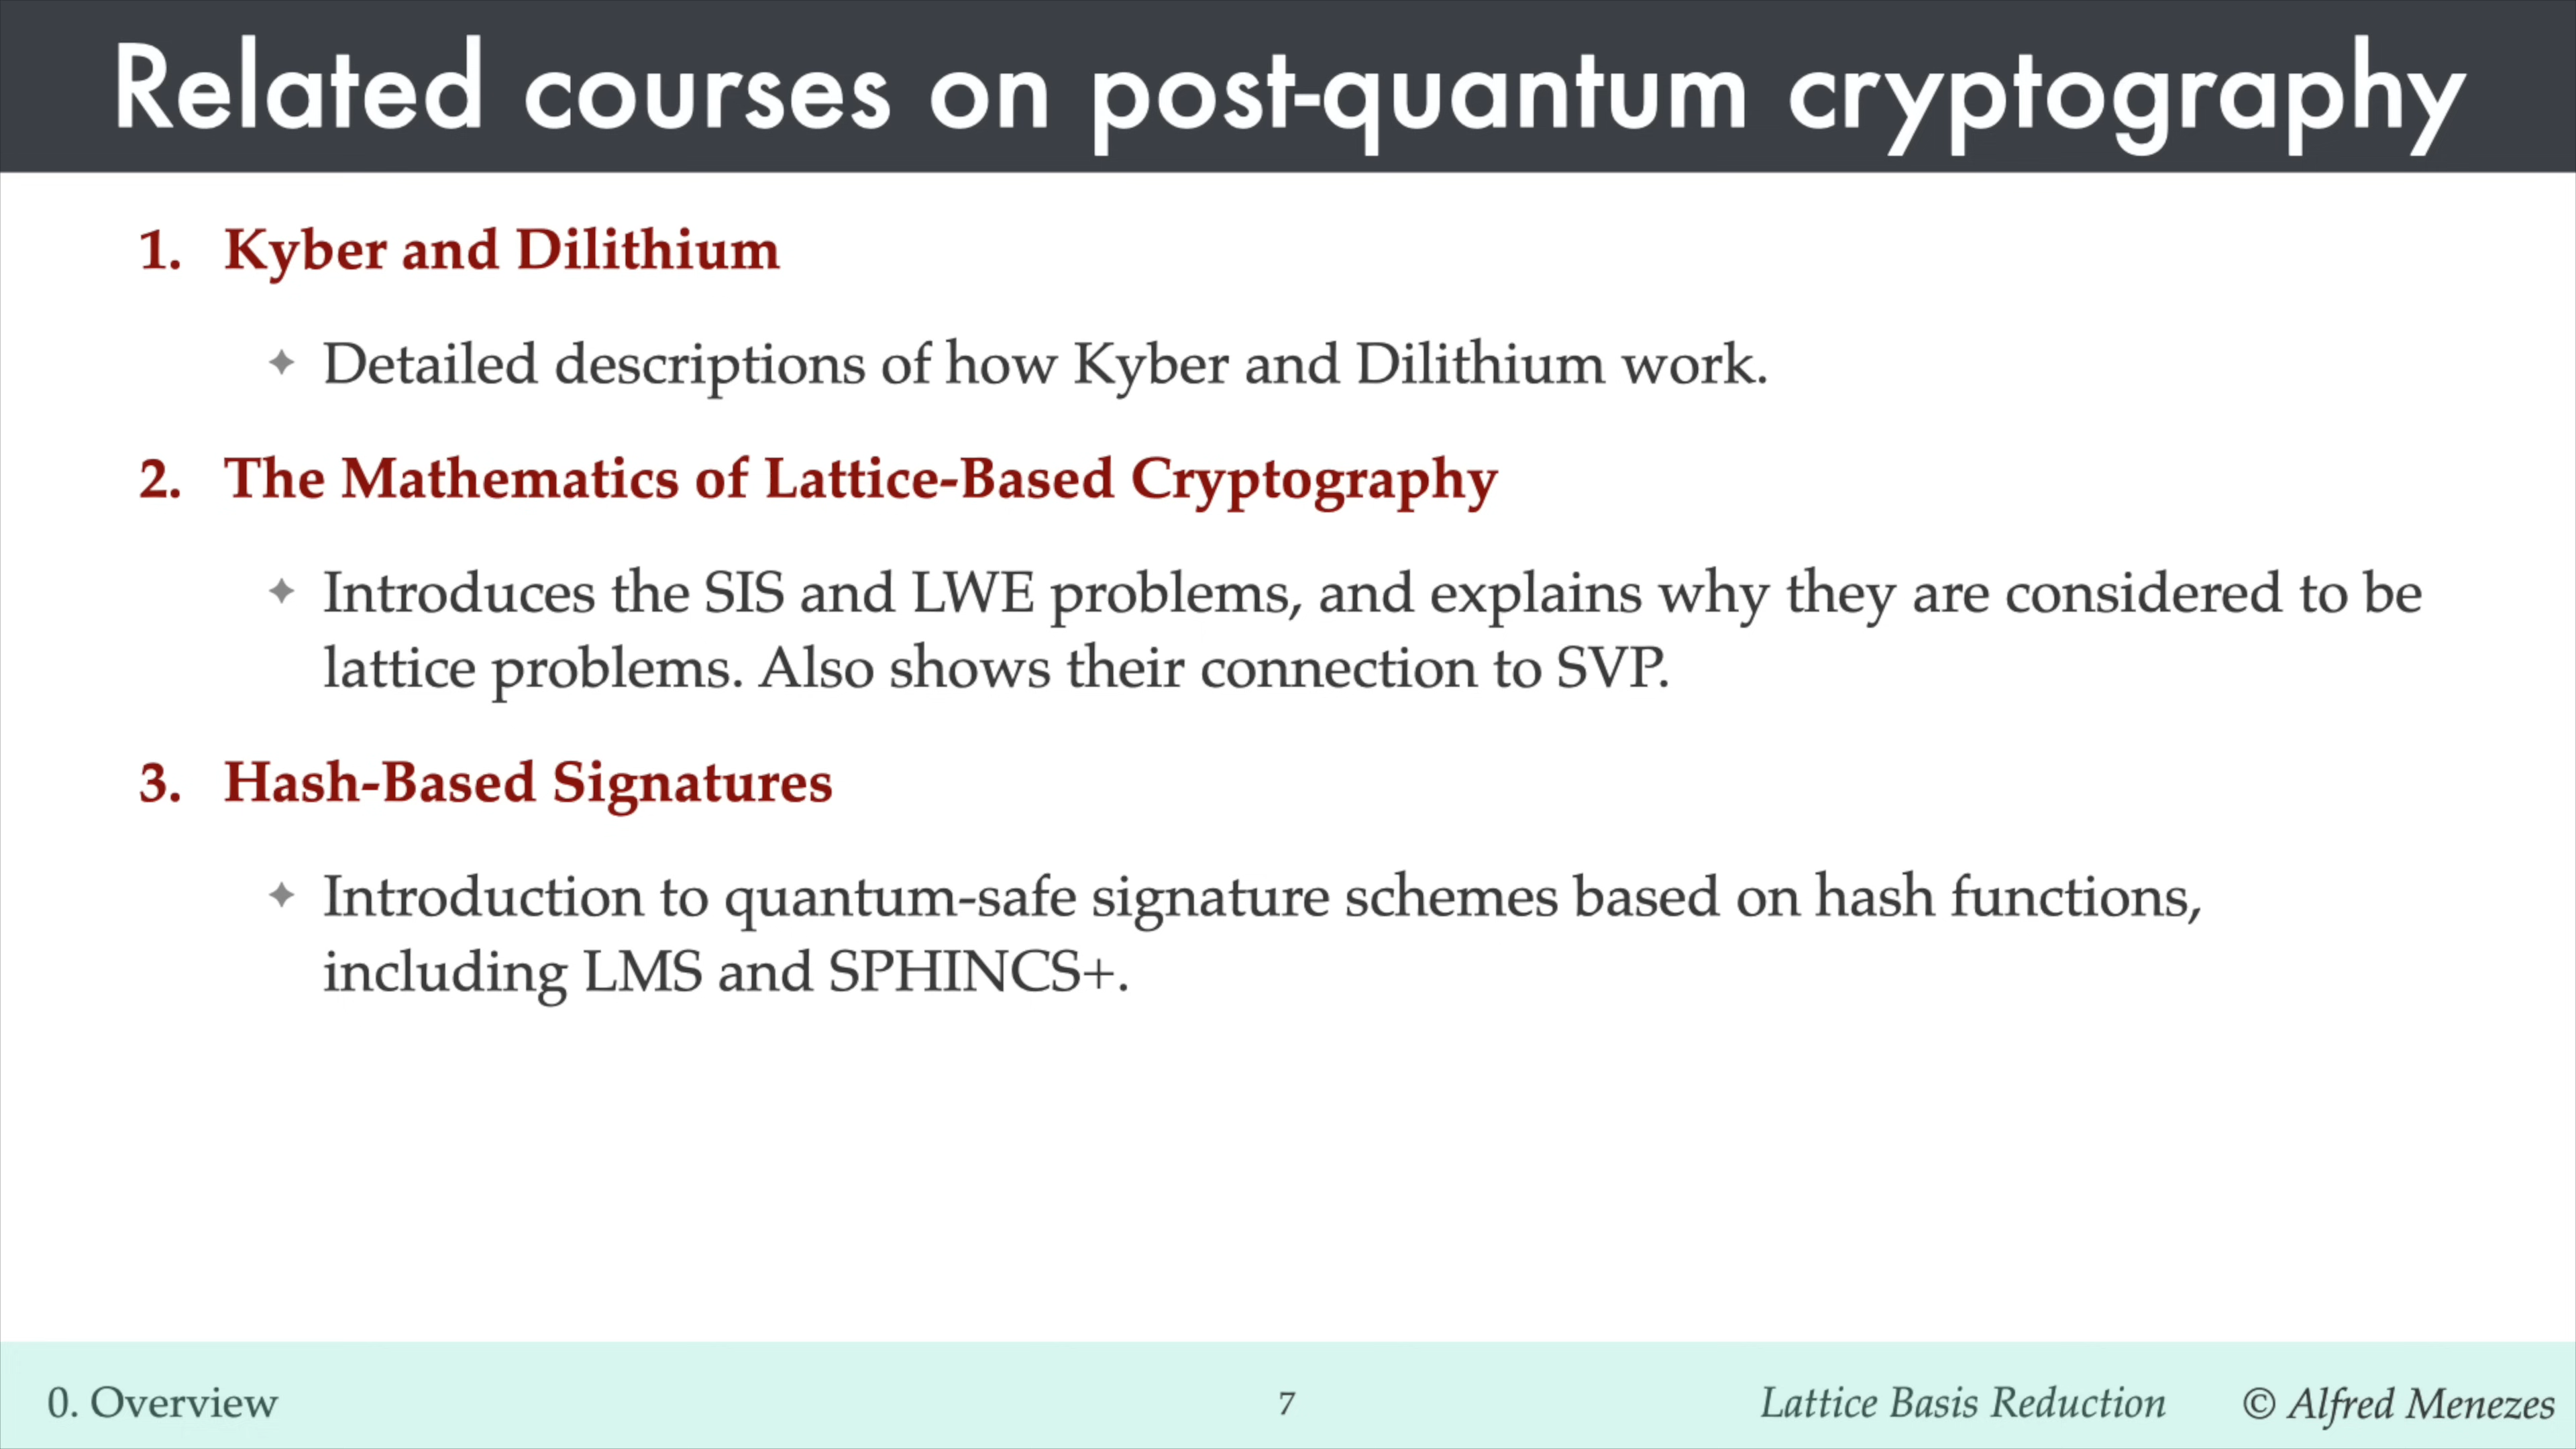 Related courses on post-quantum cryptography
1. Kyber and Dilithium
✦ Detailed descriptions of how Kyber and Dilithium work.
2. The Mathematics of Lattice-Based Cryptography
✦ Introduces the SIS and LWE problems, and explains why they are considered to be
lattice problems. Also shows their connection to SVP.
3. Hash-Based Signatures
✦ Introduction to quantum-safe signature schemes based on hash functions,
including LMS and SPHINCS+.
0. Overview 7 Lattice Basis Reduction © Alfred Menezes